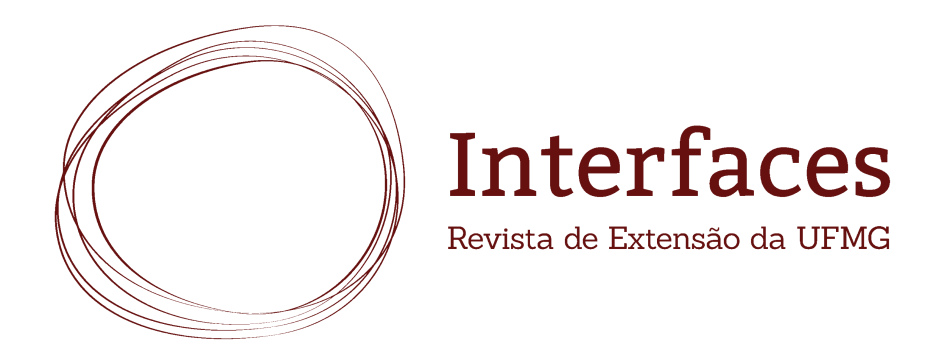 Interfaces
Revista de Extensão da UFMG